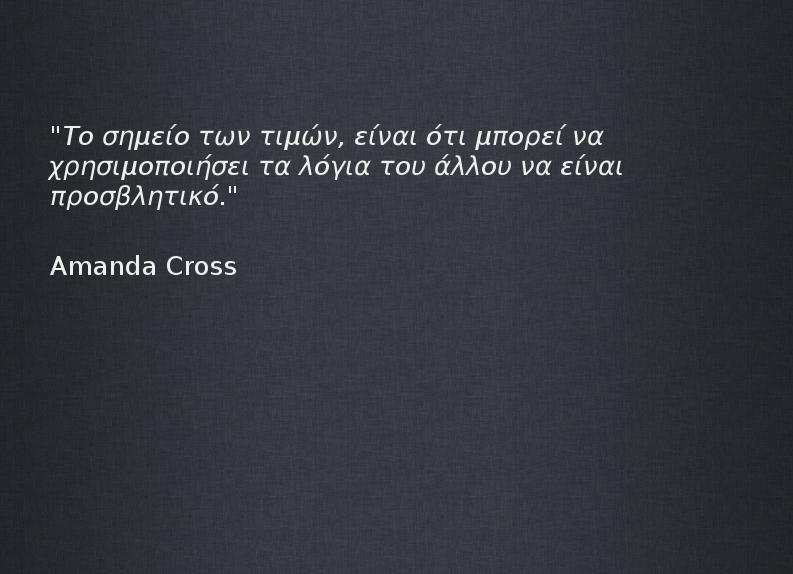 "Το σημείο των τιμών, είναι ότι μπορεί να
χρησιμοποιήσει τα λόγια του άλλου να είναι
προσβλητικό."
Amanda Cross